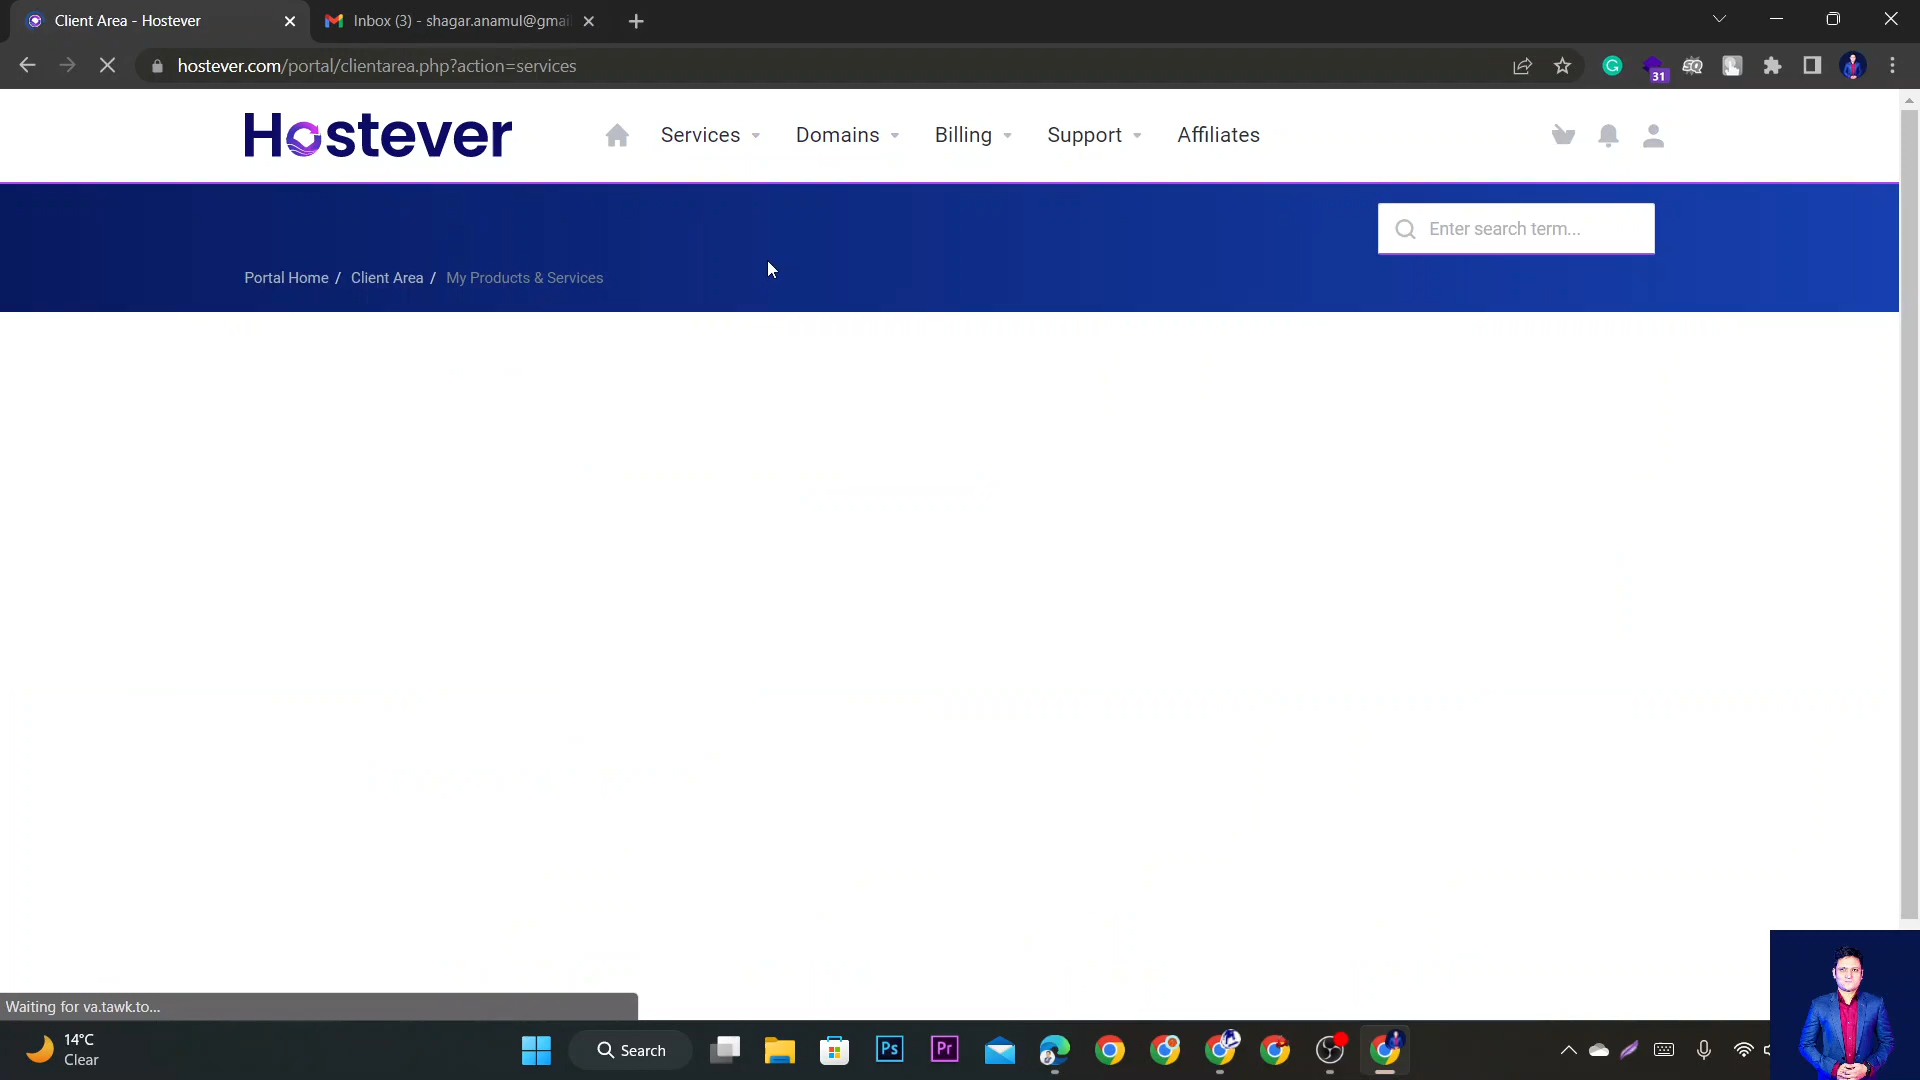 Client Area - Hostever
Inbox (3) - shagar.anamul@gmai
hostever.com/portal/clientarea.php?action=services
31
Hostever
Services
Domains
Billing
Support
Affiliates
Enter search term...
Portal Home / Client Area / My Products & Services
Waiting for va.tawk.to...
14°C
Clear
Search
Ps
Pr